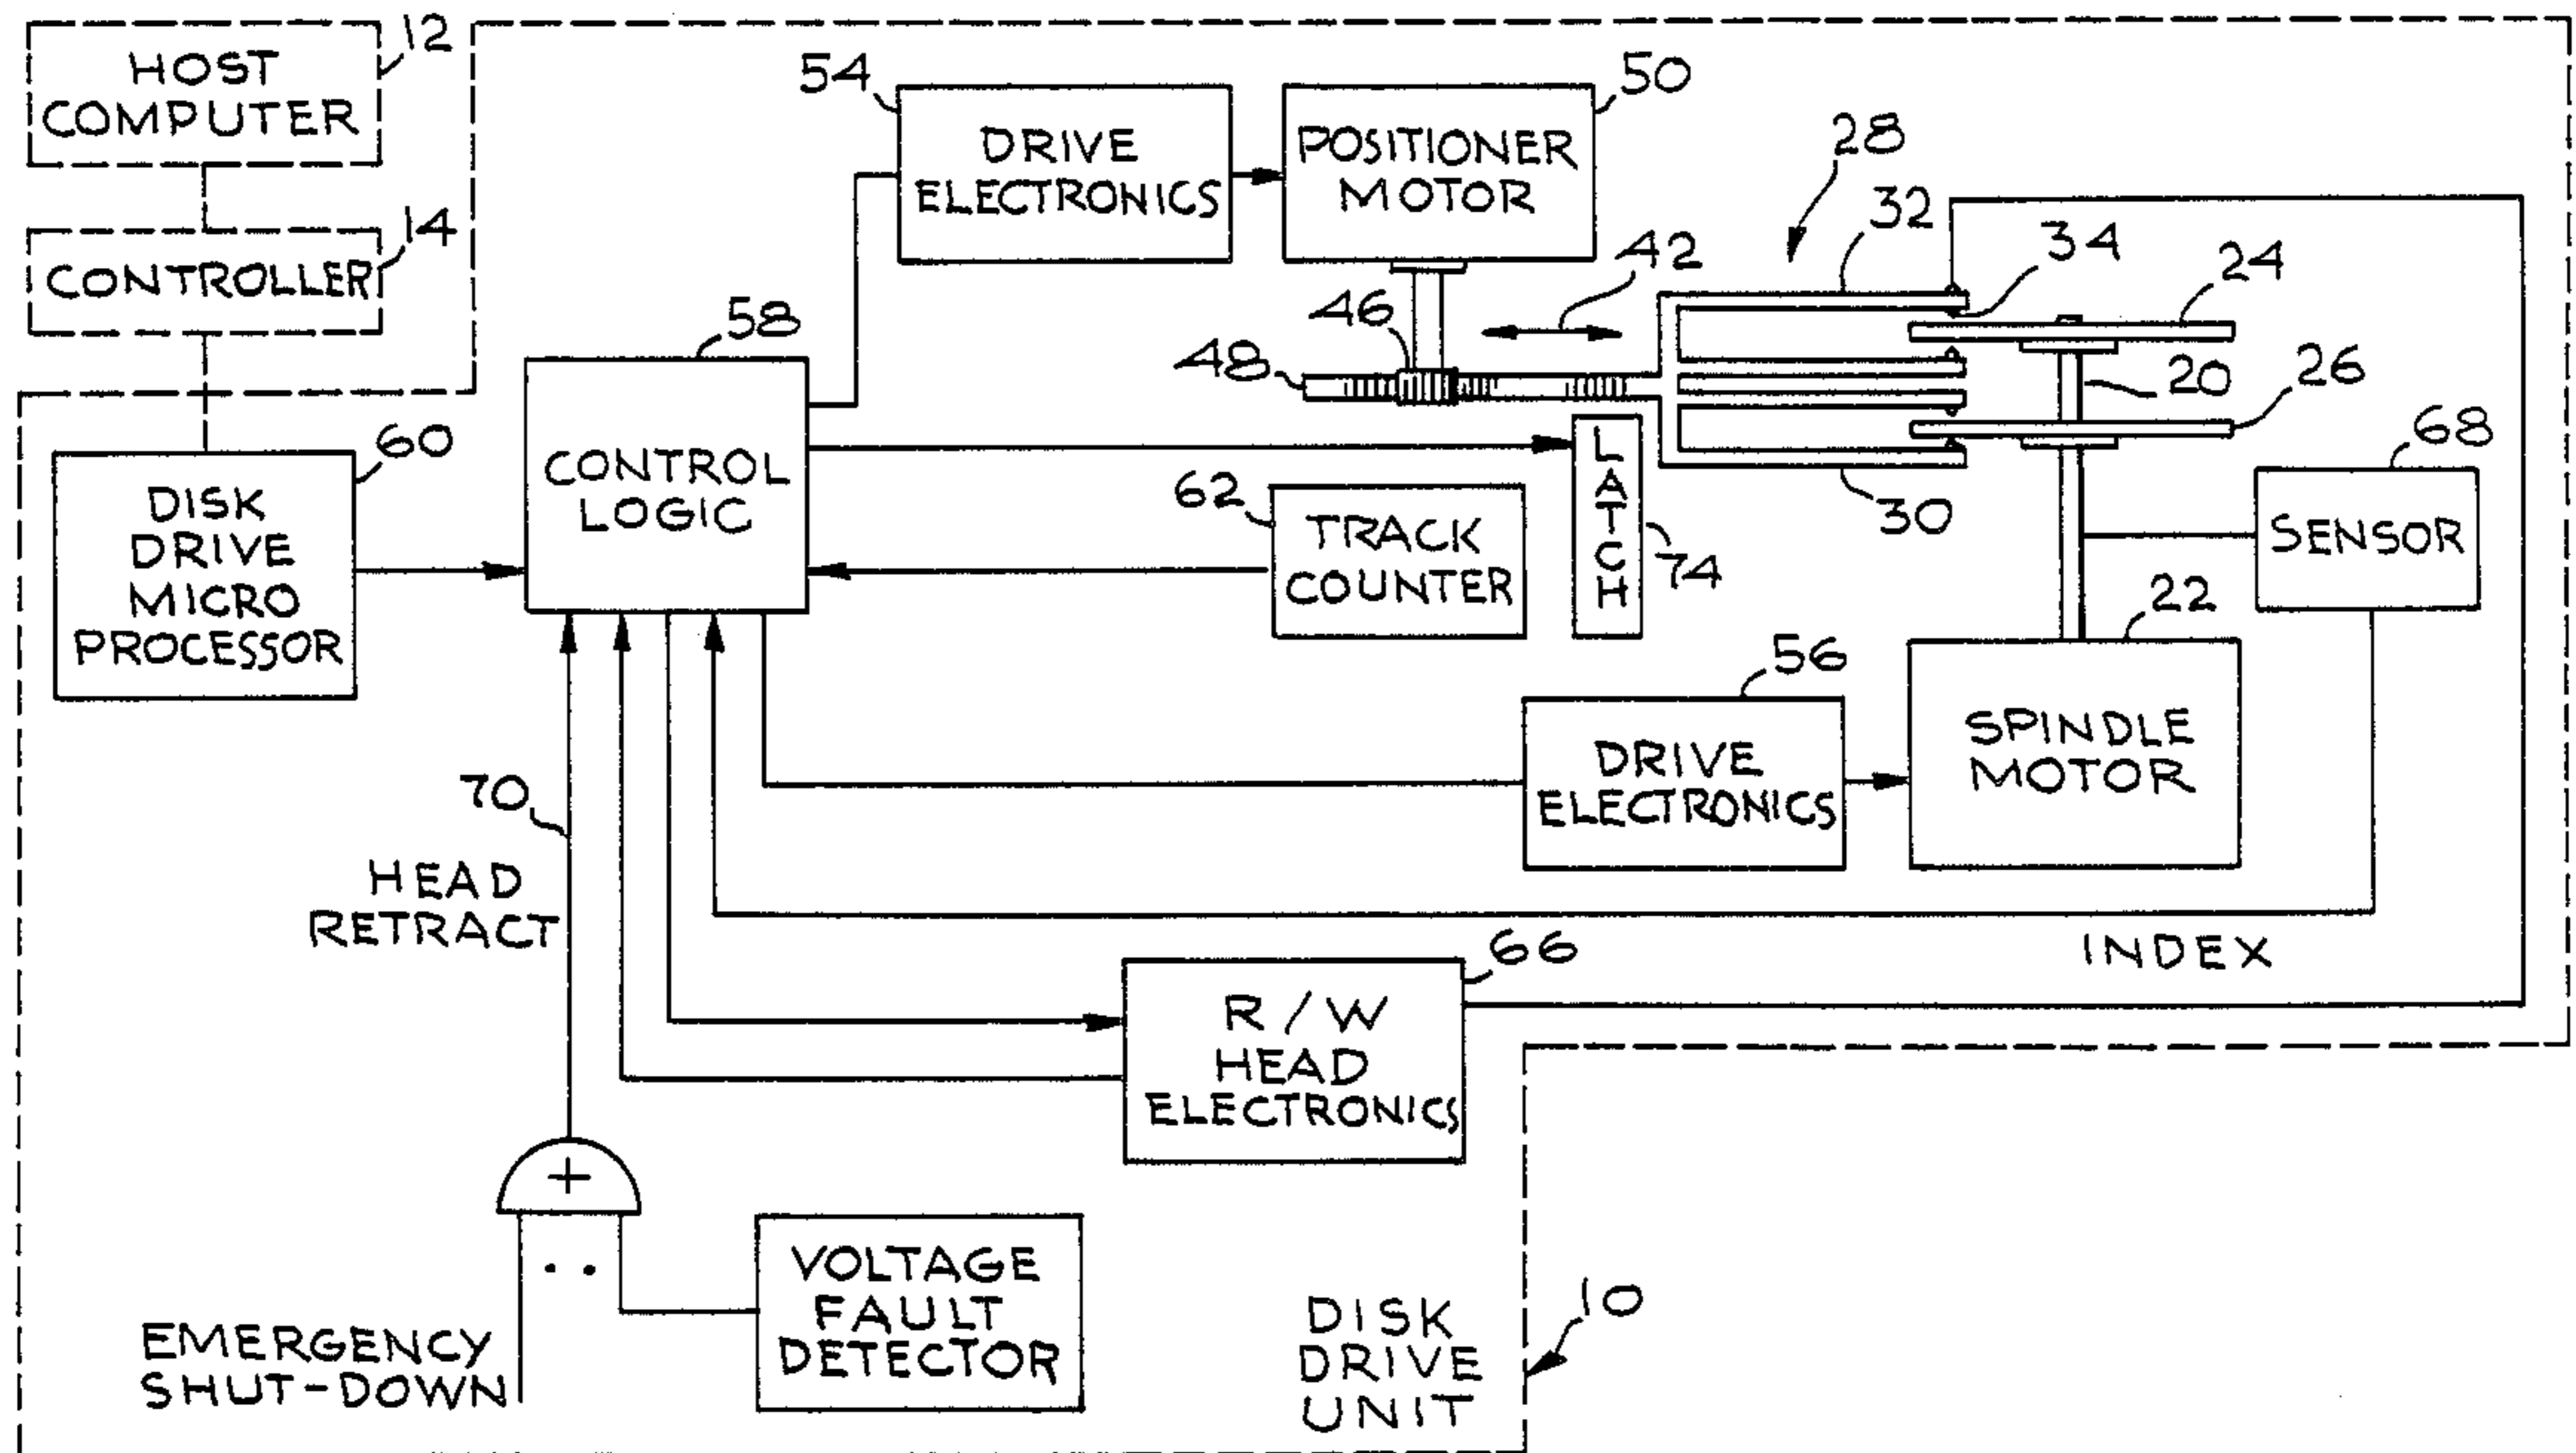 HOST
COMPUTER
12
CONTROLLER
14
54
DRIVE
ELECTRONICS
POSITIONER
MOTOR
50
28
32
34
24
42
46
48
20
26
58
CONTROL
LOGIC
60
DISK
DRIVE
MICRO
PROCESSOR
62
TRACK
COUNTER
LATCH
74
30
68
SENSOR
22
SPINDLE
MOTOR
56
DRIVE
ELECTRONICS
70
HEAD
RETRACT
INDEX
66
R/W
HEAD
ELECTRONICS
+
VOLTAGE
FAULT
DETECTOR
EMERGENCY
SHUT-DOWN
DISK
DRIVE
UNIT
10